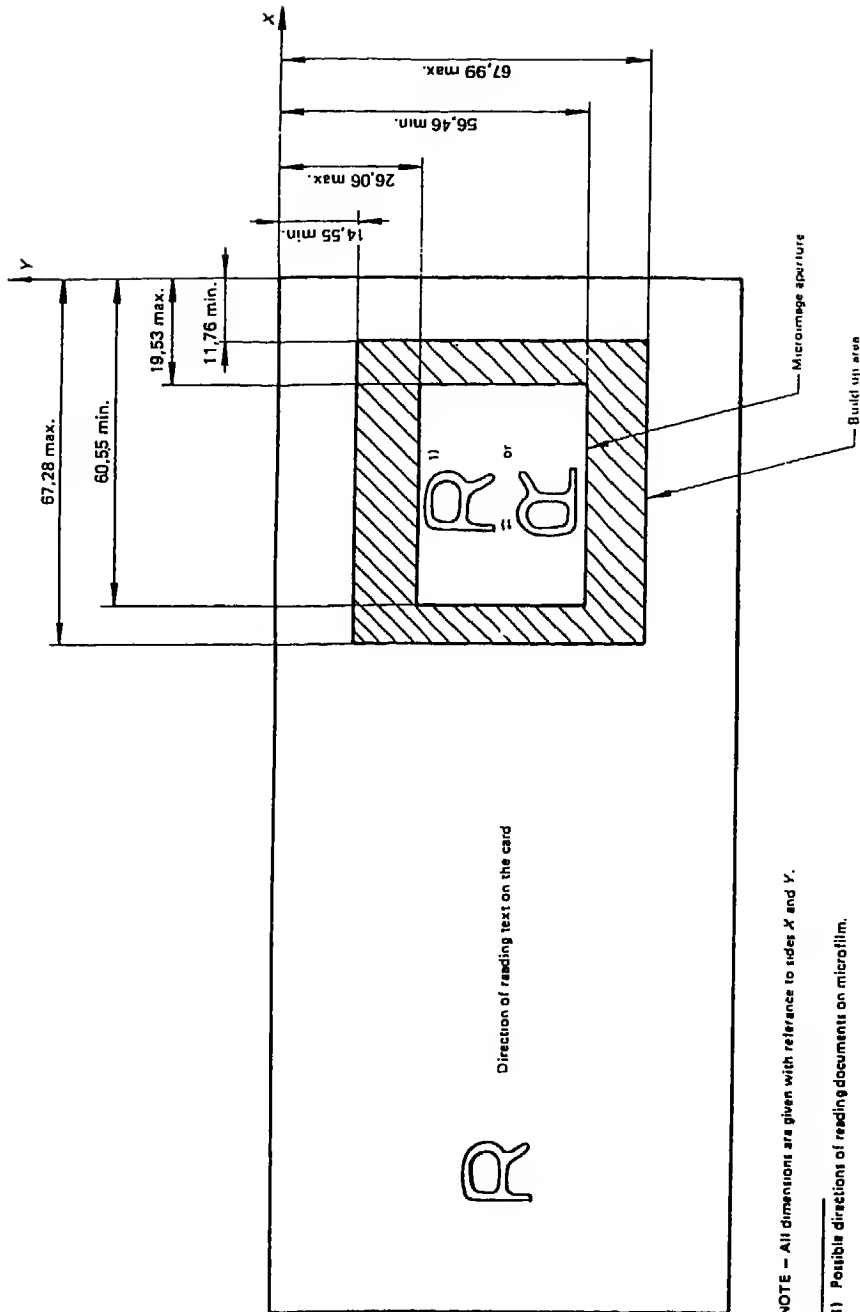 X
Y
67,28 max.
60,55 min.
19,53 max.
11,76 min.
14,55 min.
26,06 max.
56,46 min.
67,99 max.
R 1)
or
1) R
Microimage aperture
Build up area
R
Direction of reading text on the card
NOTE – All dimensions are given with reference to sides X and Y.
1) Possible directions of reading documents on microfilm.